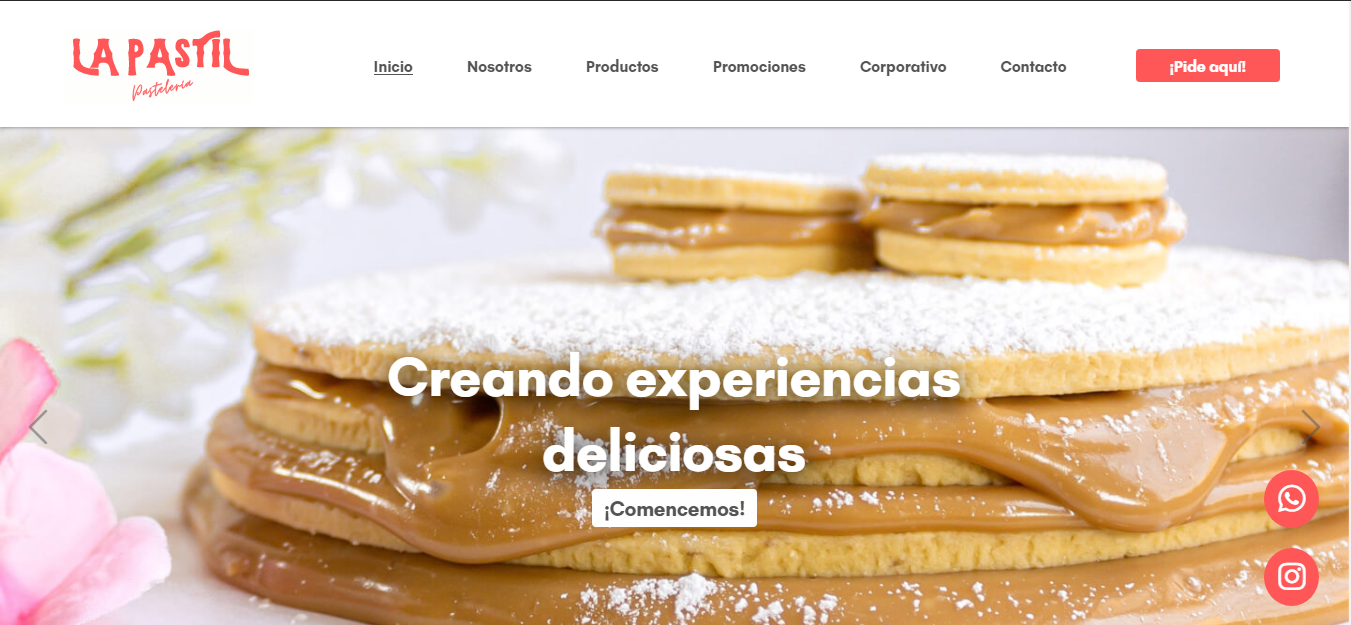 LA PASTIL
Pastelería
Inicio
Nosotros
Productos
Promociones
Corporativo
Contacto
¡Pide aquí!
Creando experiencias
deliciosas
¡Comencemos!